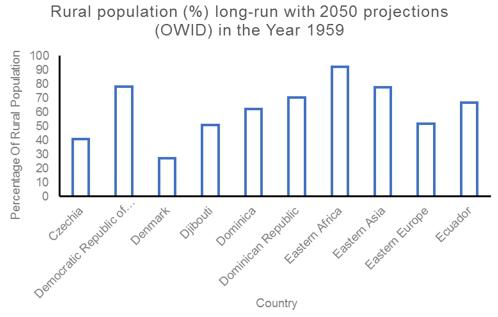 Rural population (%) long-run with 2050 projections
(OWID) in the Year 1959
Percentage Of Rural Population
100
90
80
70
60
50
40
30
20
10
0
Czechia
Democratic Republic of…
Denmark
Djibouti
Dominica
Dominican Republic
Eastern Africa
Eastern Asia
Eastern Europe
Ecuador
Country